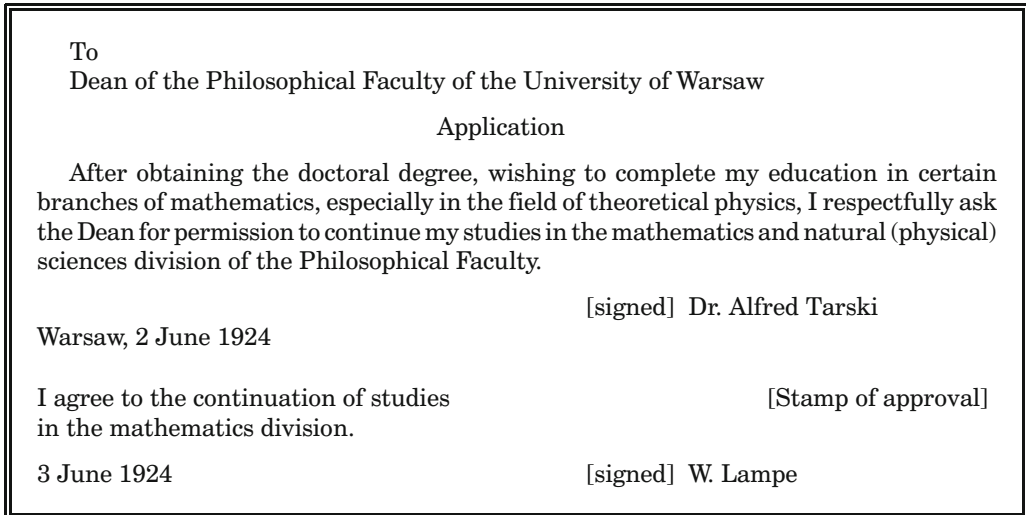 To
Dean of the Philosophical Faculty of the University of Warsaw
Application
After obtaining the doctoral degree, wishing to complete my education in certain
branches of mathematics, especially in the field of theoretical physics, I respectfully ask
the Dean for permission to continue my studies in the mathematics and natural (physical)
sciences division of the Philosophical Faculty.
[signed] Dr. Alfred Tarski
Warsaw, 2 June 1924
I agree to the continuation of studies [Stamp of approval]
in the mathematics division.
3 June 1924 [signed] W. Lampe